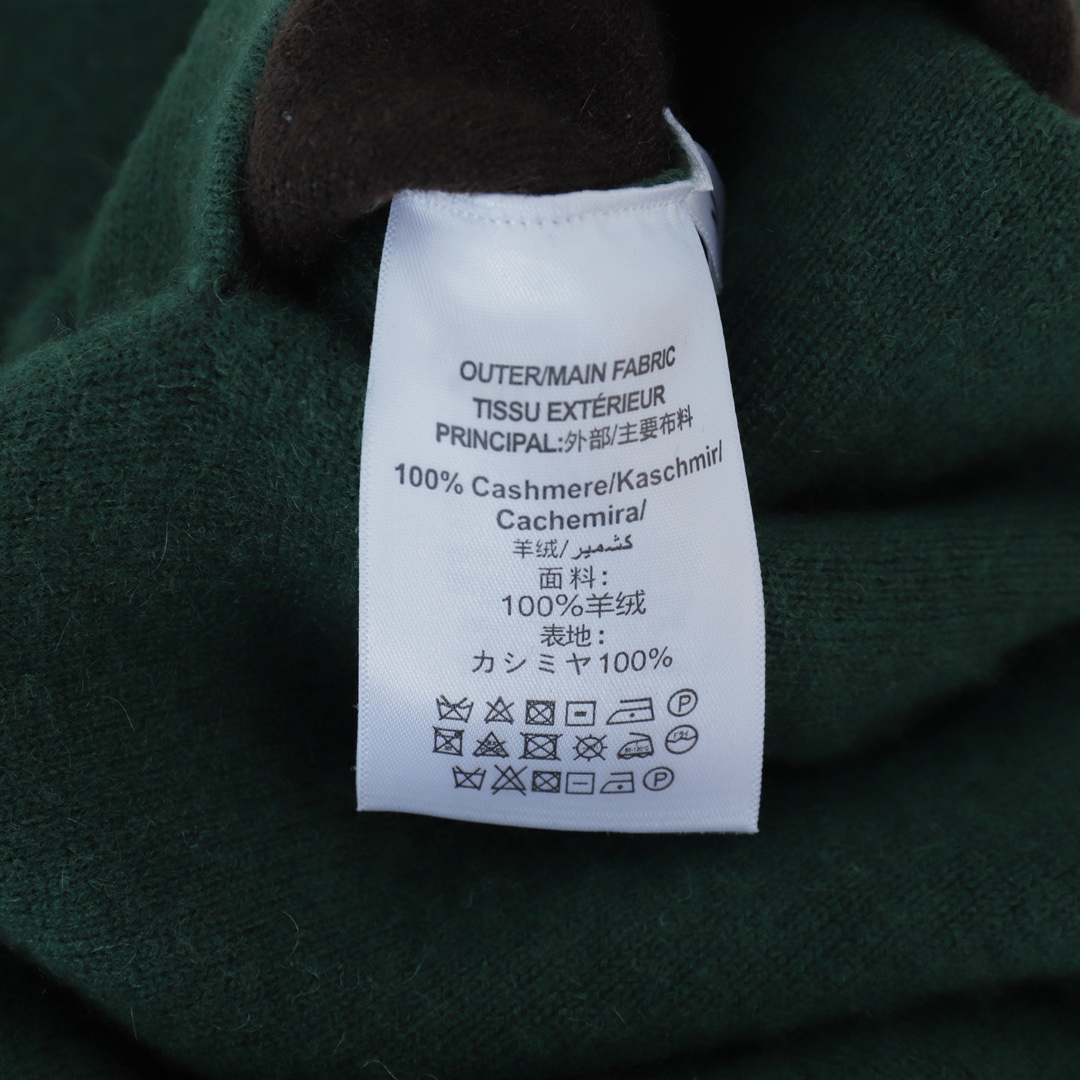 OUTER/MAIN FABRIC
TISSU EXTÉRIEUR
PRINCIPAL:外部/主要布料
100% Cashmere/Kaschmir/
Cachemira/
羊绒/كشمير
面料:
100%羊绒
表地:
カシミヤ100%
P
P